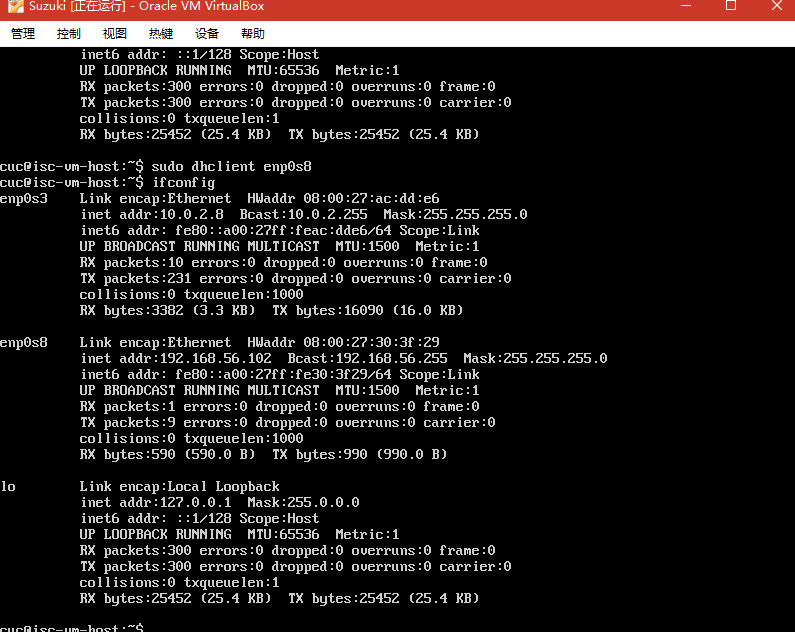 Suzuki [正在运行] - Oracle VM VirtualBox
管理 控制 视图 热键 设备 帮助
inet6 addr: ::1/128 Scope:Host
UP LOOPBACK RUNNING  MTU:65536  Metric:1
RX packets:300 errors:0 dropped:0 overruns:0 frame:0
TX packets:300 errors:0 dropped:0 overruns:0 carrier:0
collisions:0 txqueuelen:1
RX bytes:25452 (25.4 KB)  TX bytes:25452 (25.4 KB)
cuc@isc-vm-host:~$ sudo dhclient enp0s8
cuc@isc-vm-host:~$ ifconfig
enp0s3    Link encap:Ethernet  HWaddr 08:00:27:ac:dd:e6
inet addr:10.0.2.8  Bcast:10.0.2.255  Mask:255.255.255.0
inet6 addr: fe80::a00:27ff:feac:dde6/64 Scope:Link
UP BROADCAST RUNNING MULTICAST  MTU:1500  Metric:1
RX packets:10 errors:0 dropped:0 overruns:0 frame:0
TX packets:231 errors:0 dropped:0 overruns:0 carrier:0
collisions:0 txqueuelen:1000
RX bytes:3382 (3.3 KB)  TX bytes:16090 (16.0 KB)
enp0s8    Link encap:Ethernet  HWaddr 08:00:27:30:3f:29
inet addr:192.168.56.102  Bcast:192.168.56.255  Mask:255.255.255.0
inet6 addr: fe80::a00:27ff:fe30:3f29/64 Scope:Link
UP BROADCAST RUNNING MULTICAST  MTU:1500  Metric:1
RX packets:1 errors:0 dropped:0 overruns:0 frame:0
TX packets:9 errors:0 dropped:0 overruns:0 carrier:0
collisions:0 txqueuelen:1000
RX bytes:590 (590.0 B)  TX bytes:990 (990.0 B)
lo        Link encap:Local Loopback
inet addr:127.0.0.1  Mask:255.0.0.0
inet6 addr: ::1/128 Scope:Host
UP LOOPBACK RUNNING  MTU:65536  Metric:1
RX packets:300 errors:0 dropped:0 overruns:0 frame:0
TX packets:300 errors:0 dropped:0 overruns:0 carrier:0
collisions:0 txqueuelen:1
RX bytes:25452 (25.4 KB)  TX bytes:25452 (25.4 KB)
cuc@isc-vm-host:~$